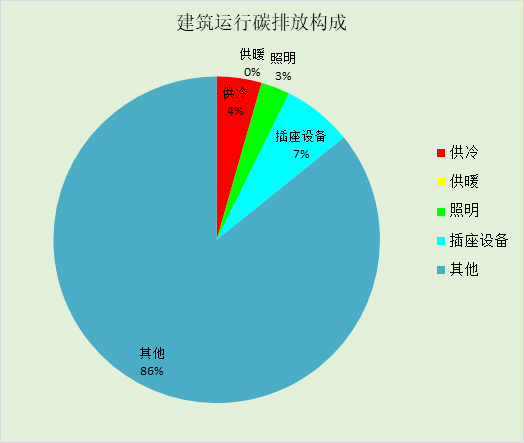 建筑运行碳排放构成
供暖
0%
照明
3%
供冷
4%
插座设备
7%
其他
86%
供冷
供暖
照明
插座设备
其他